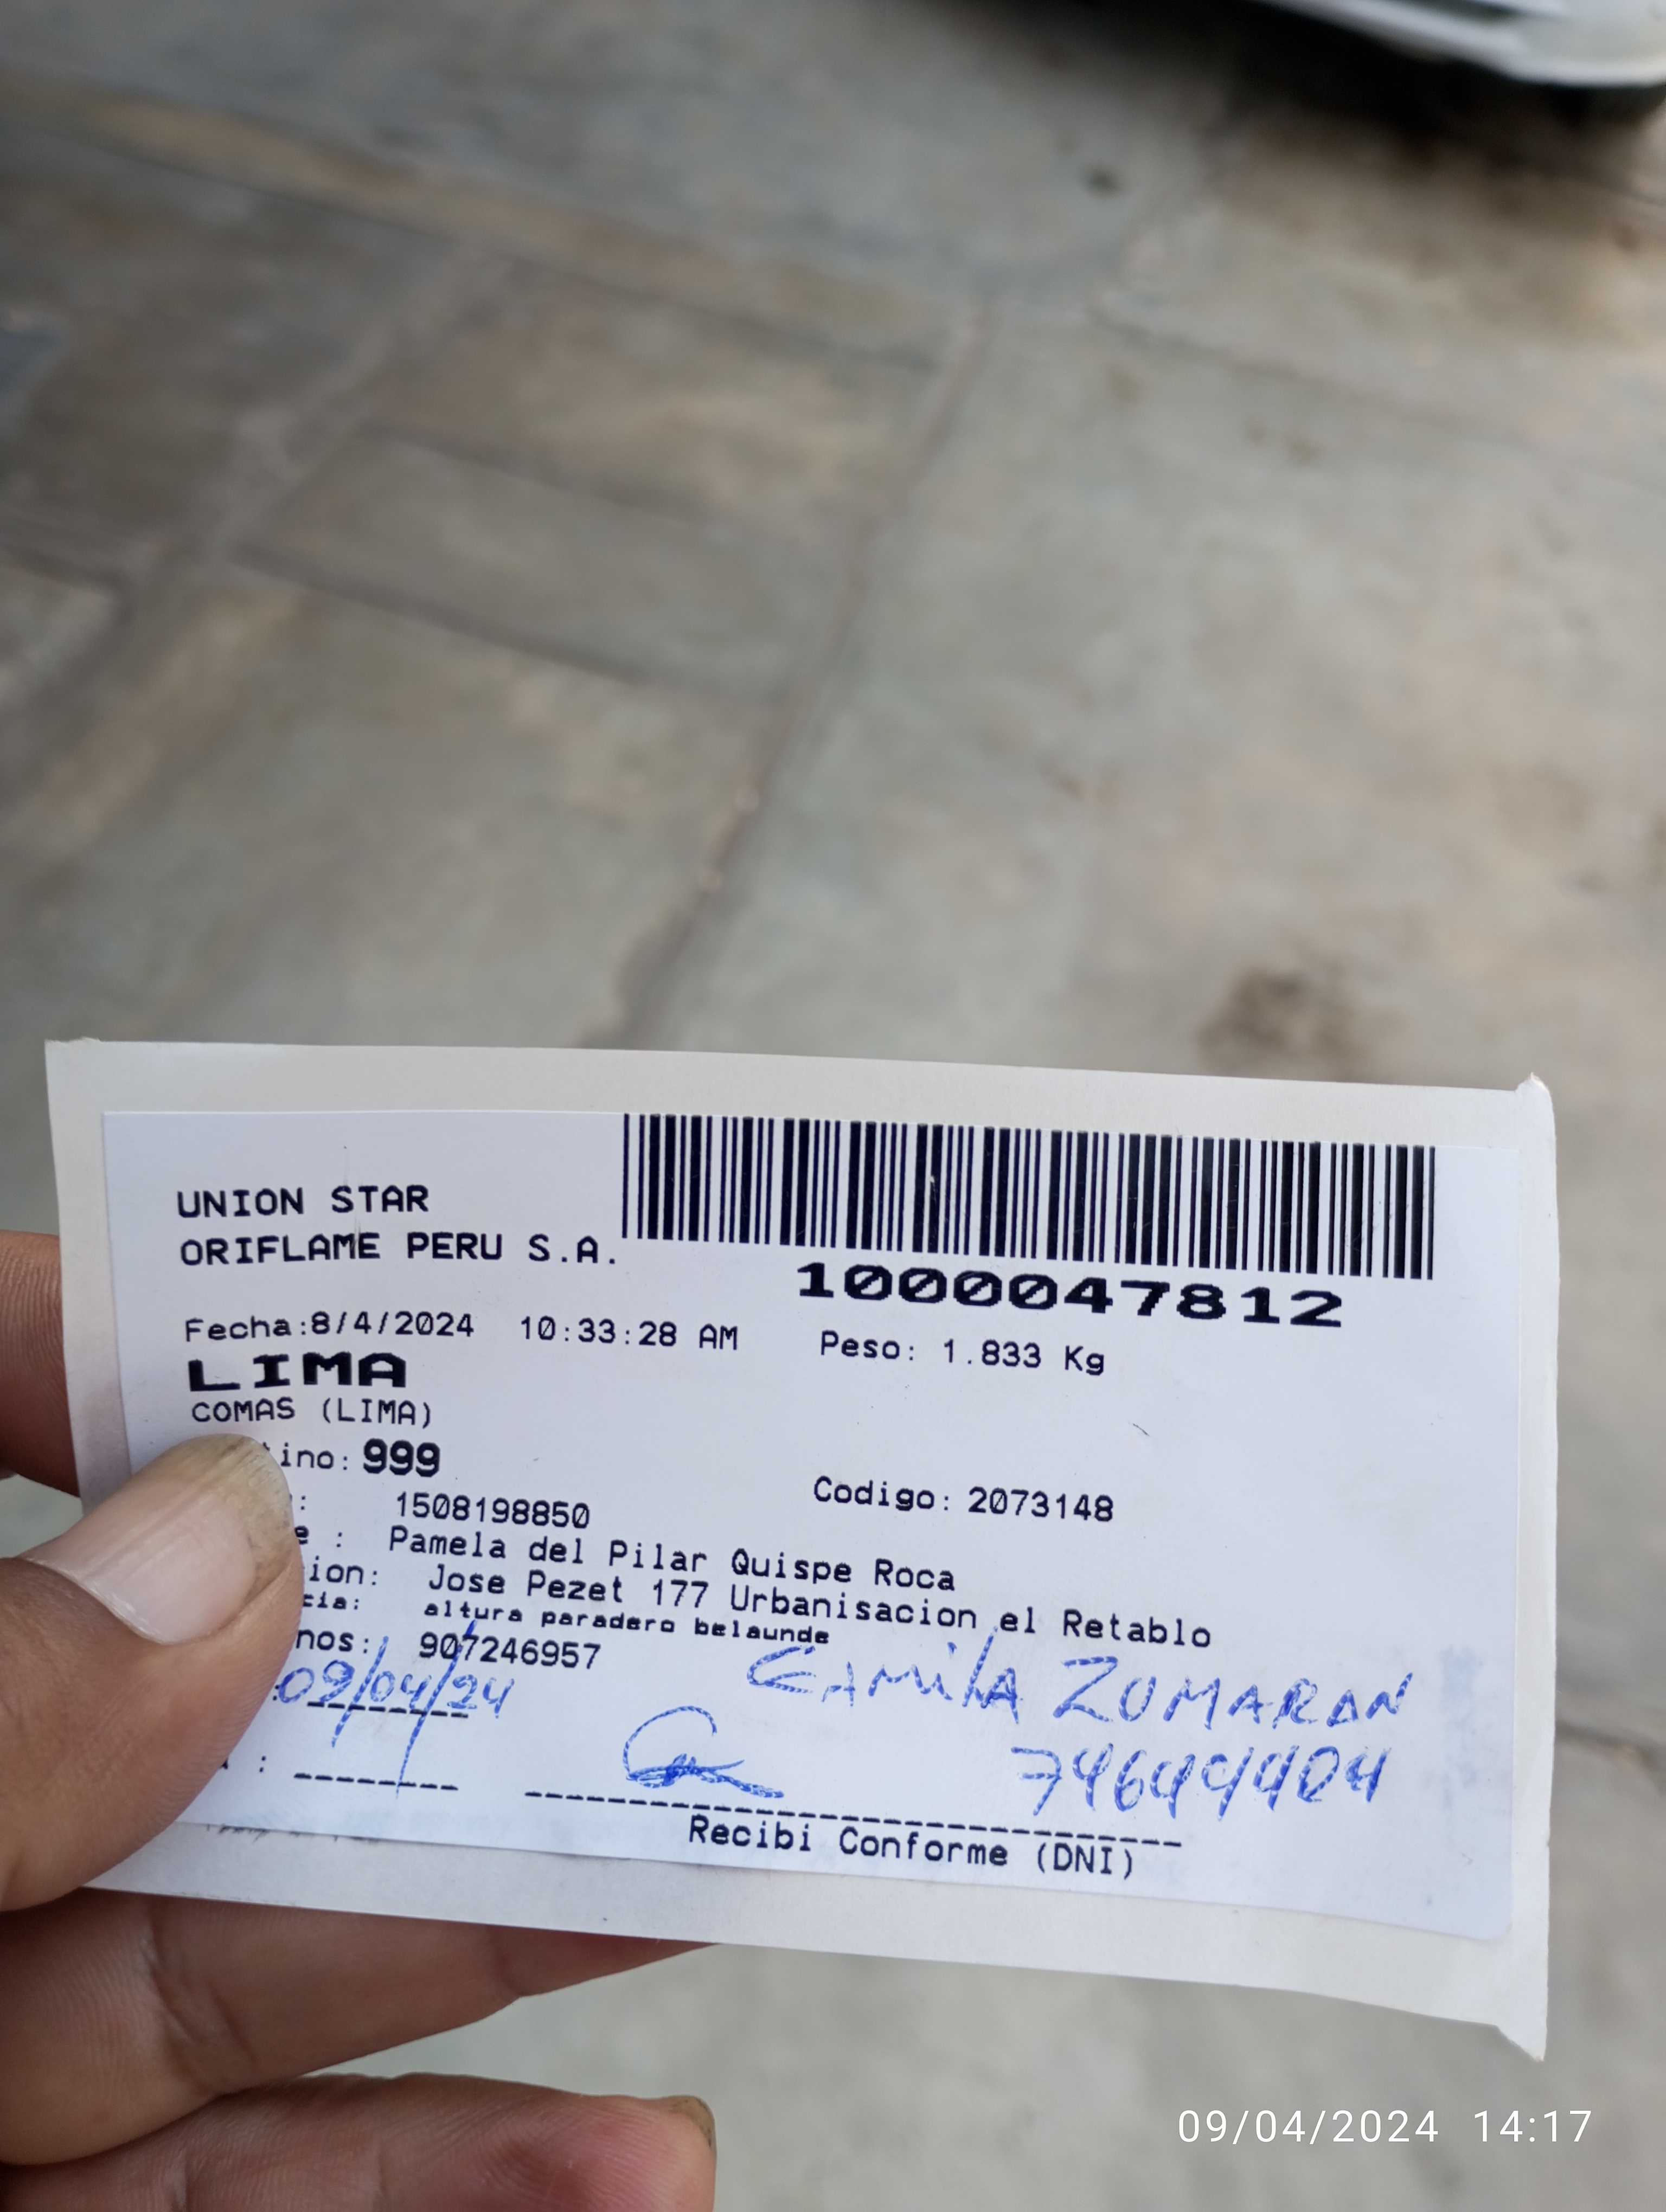 UNION STAR
ORIFLAME PERU S.A.
1000047812
Fecha:8/4/2024 10:33:28 AM Peso: 1.833 Kg
LIMA
COMAS (LIMA)
ino: 999
: 1508198850 Codigo: 2073148
e : Pamela del Pilar Quispe Roca
ion: Jose Pezet 177 Urbanisacion el Retablo
cia: altura paradero belaunde
nos: 907246957
CAMILA ZUMARAN
: 09/04/24
74644404
:
Recibi Conforme (DNI)
09/04/2024 14:17